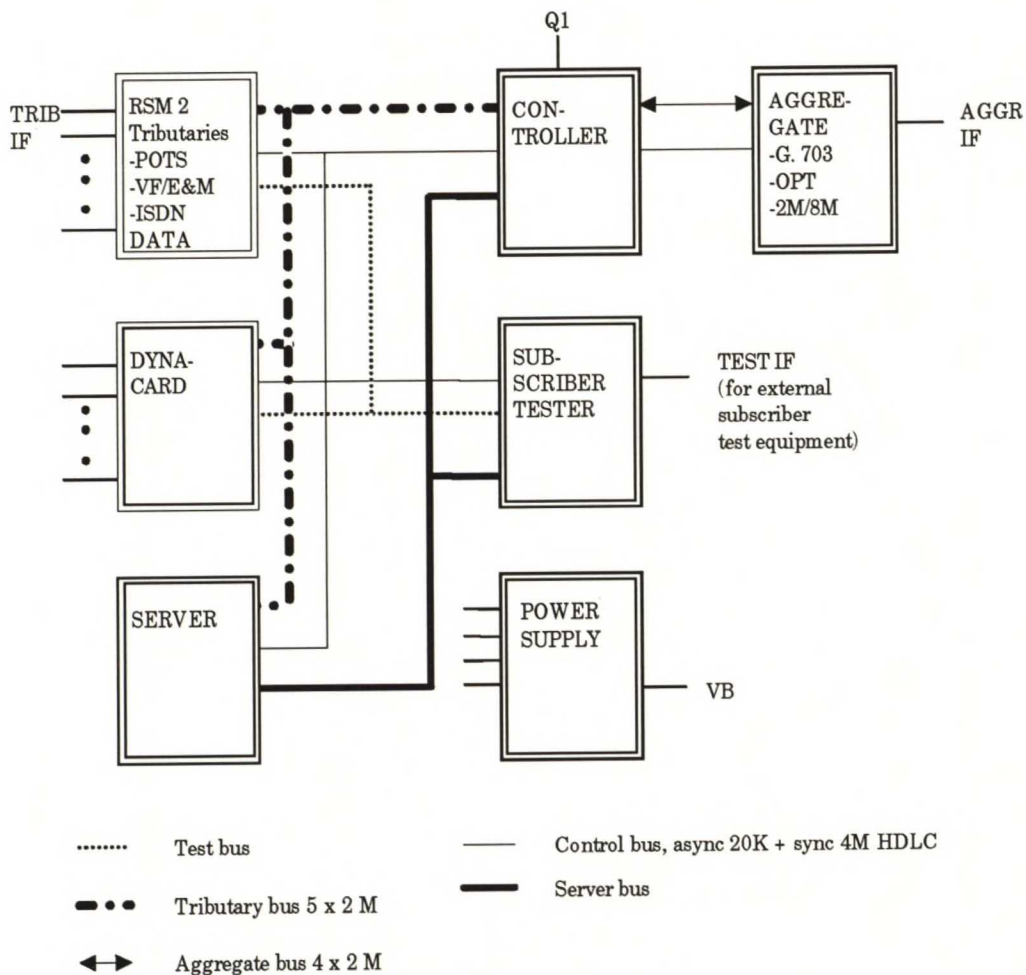 Q1
TRIB
IF
RSM 2
Tributaries
-POTS
-VF/E&M
-ISDN
DATA
CON-
TROLLER
AGGRE-
GATE
-G. 703
-OPT
-2M/8M
AGGR
IF
DYNA-
CARD
SUB-
SCRIBER
TESTER
TEST IF
(for external
subscriber
test equipment)
SERVER
POWER
SUPPLY
VB
Test bus
Control bus, async 20K + sync 4M HDLC
Tributary bus 5 x 2 M
Server bus
Aggregate bus 4 x 2 M